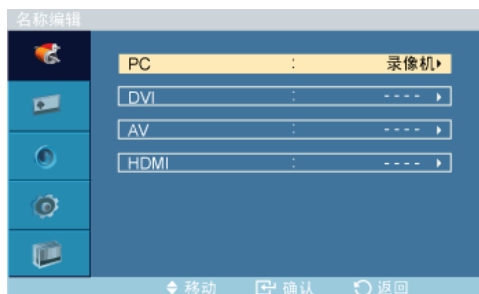 名称编辑
PC : 录像机
DVI : ----
AV : ----
HDMI : ----
移动 确认 返回